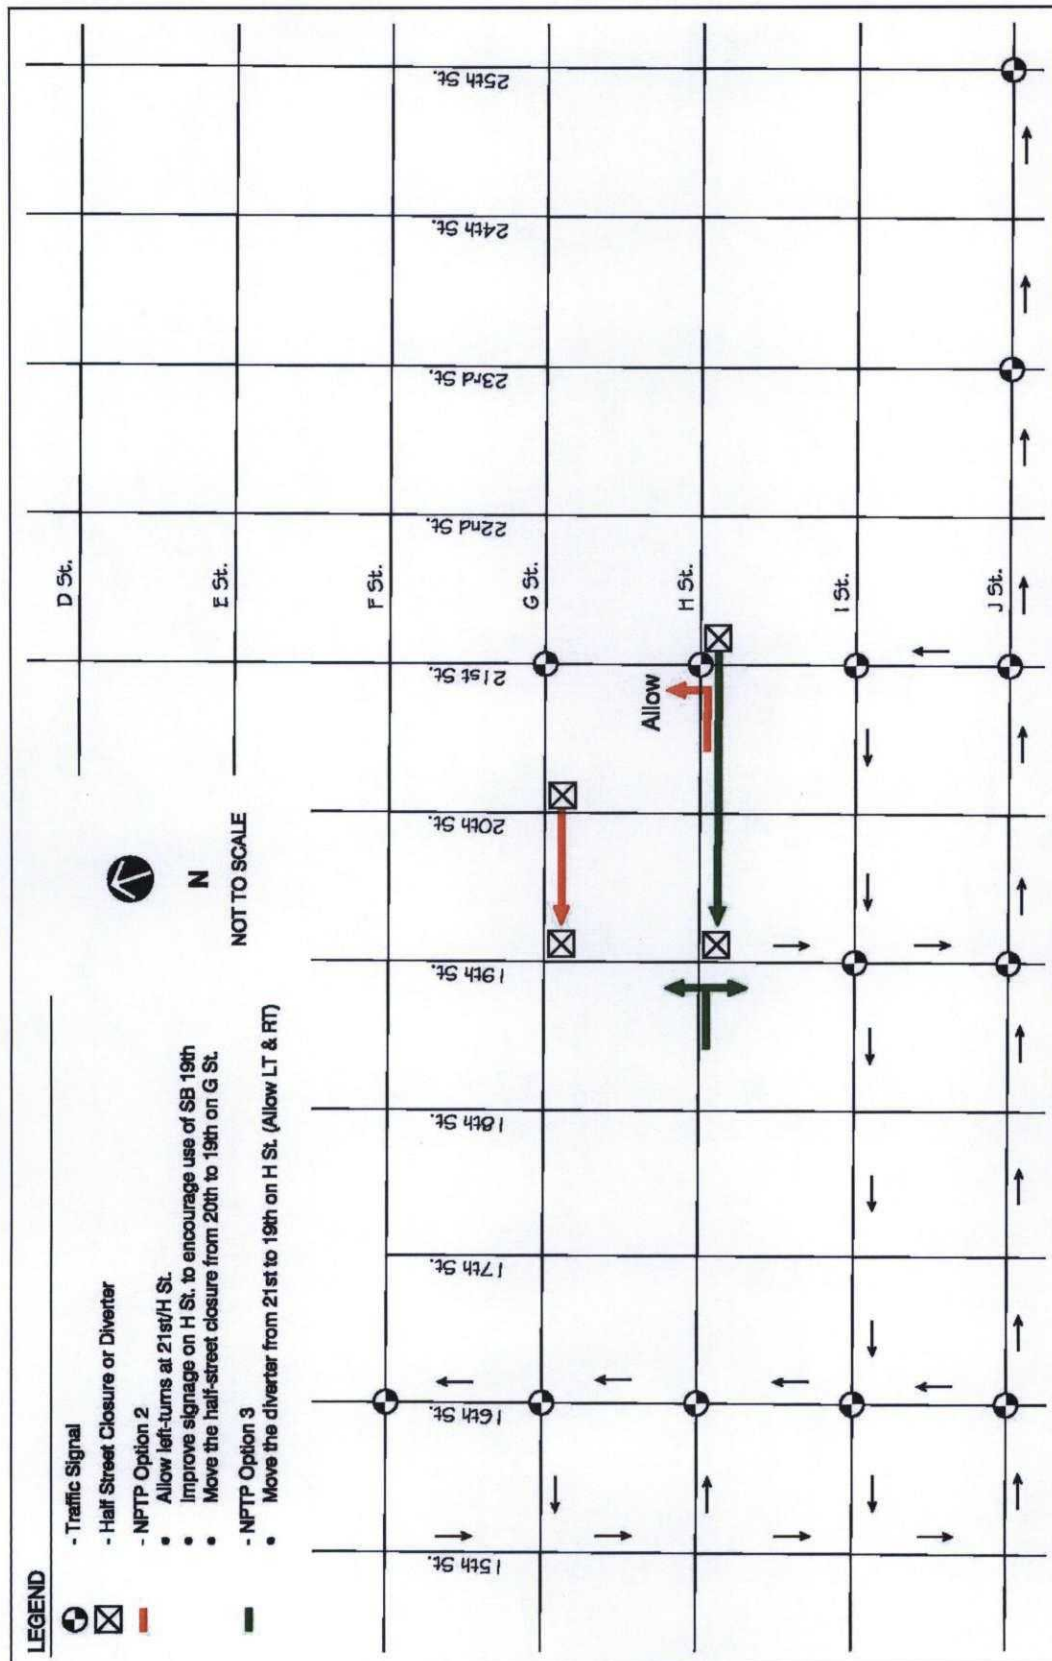 LEGEND
- Traffic Signal
- Half Street Closure or Diverter
- NPTP Option 2
• Allow left-turns at 21st/H St.
• Improve signage on H St. to encourage use of SB 19th
• Move the half-street closure from 20th to 19th on G St.
- NPTP Option 3
• Move the diverter from 21st to 19th on H St. (Allow LT & RT)
N
NOT TO SCALE
D St.
E St.
F St.
G St.
H St.
I St.
J St.
15th St.
16th St.
17th St.
18th St.
19th St.
20th St.
21st St.
22nd St.
23rd St.
24th St.
25th St.
Allow